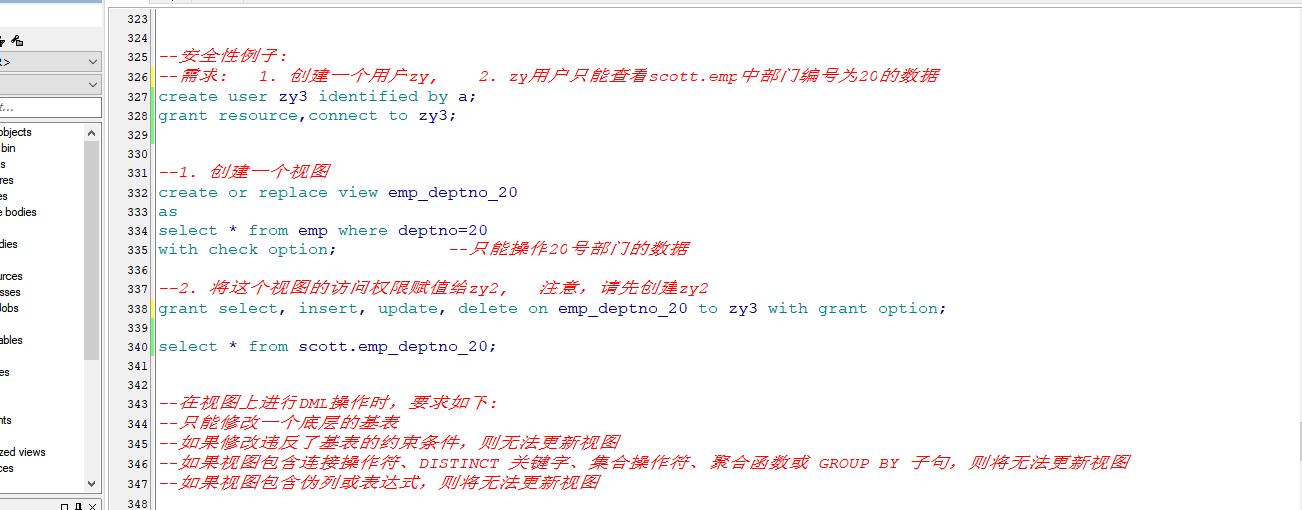 R>
t...
objects
bin
s
res
es
e bodies
dies
urces
sses
Jobs
ables
es
nts
zed views
ces
323
324
325 --安全性例子:
326 --需求: 1. 创建一个用户zy, 2. zy用户只能查看scott.emp中部门编号为20的数据
327 create user zy3 identified by a;
328 grant resource,connect to zy3;
329
330
331 --1. 创建一个视图
332 create or replace view emp_deptno_20
333 as
334 select * from emp where deptno=20
335 with check option; --只能操作20号部门的数据
336
337 --2. 将这个视图的访问权限赋值给zy2, 注意, 请先创建zy2
338 grant select, insert, update, delete on emp_deptno_20 to zy3 with grant option;
339
340 select * from scott.emp_deptno_20;
341
342
343 --在视图上进行DML操作时, 要求如下:
344 --只能修改一个底层的基表
345 --如果修改违反了基表的约束条件, 则无法更新视图
346 --如果视图包含连接操作符、DISTINCT 关键字、集合操作符、聚合函数或 GROUP BY 子句, 则将无法更新视图
347 --如果视图包含伪列或表达式, 则将无法更新视图
348